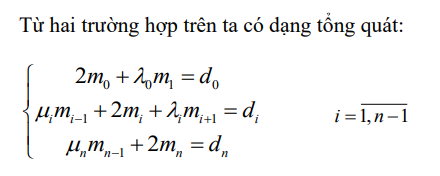 Từ hai trường hợp trên ta có dạng tổng quát:
2m₀ + λ₀m₁ = d₀
μᵢmᵢ₋₁ + 2mᵢ + λᵢmᵢ₊₁ = dᵢ  i = 1, n−1
μₙmₙ₋₁ + 2mₙ = dₙ